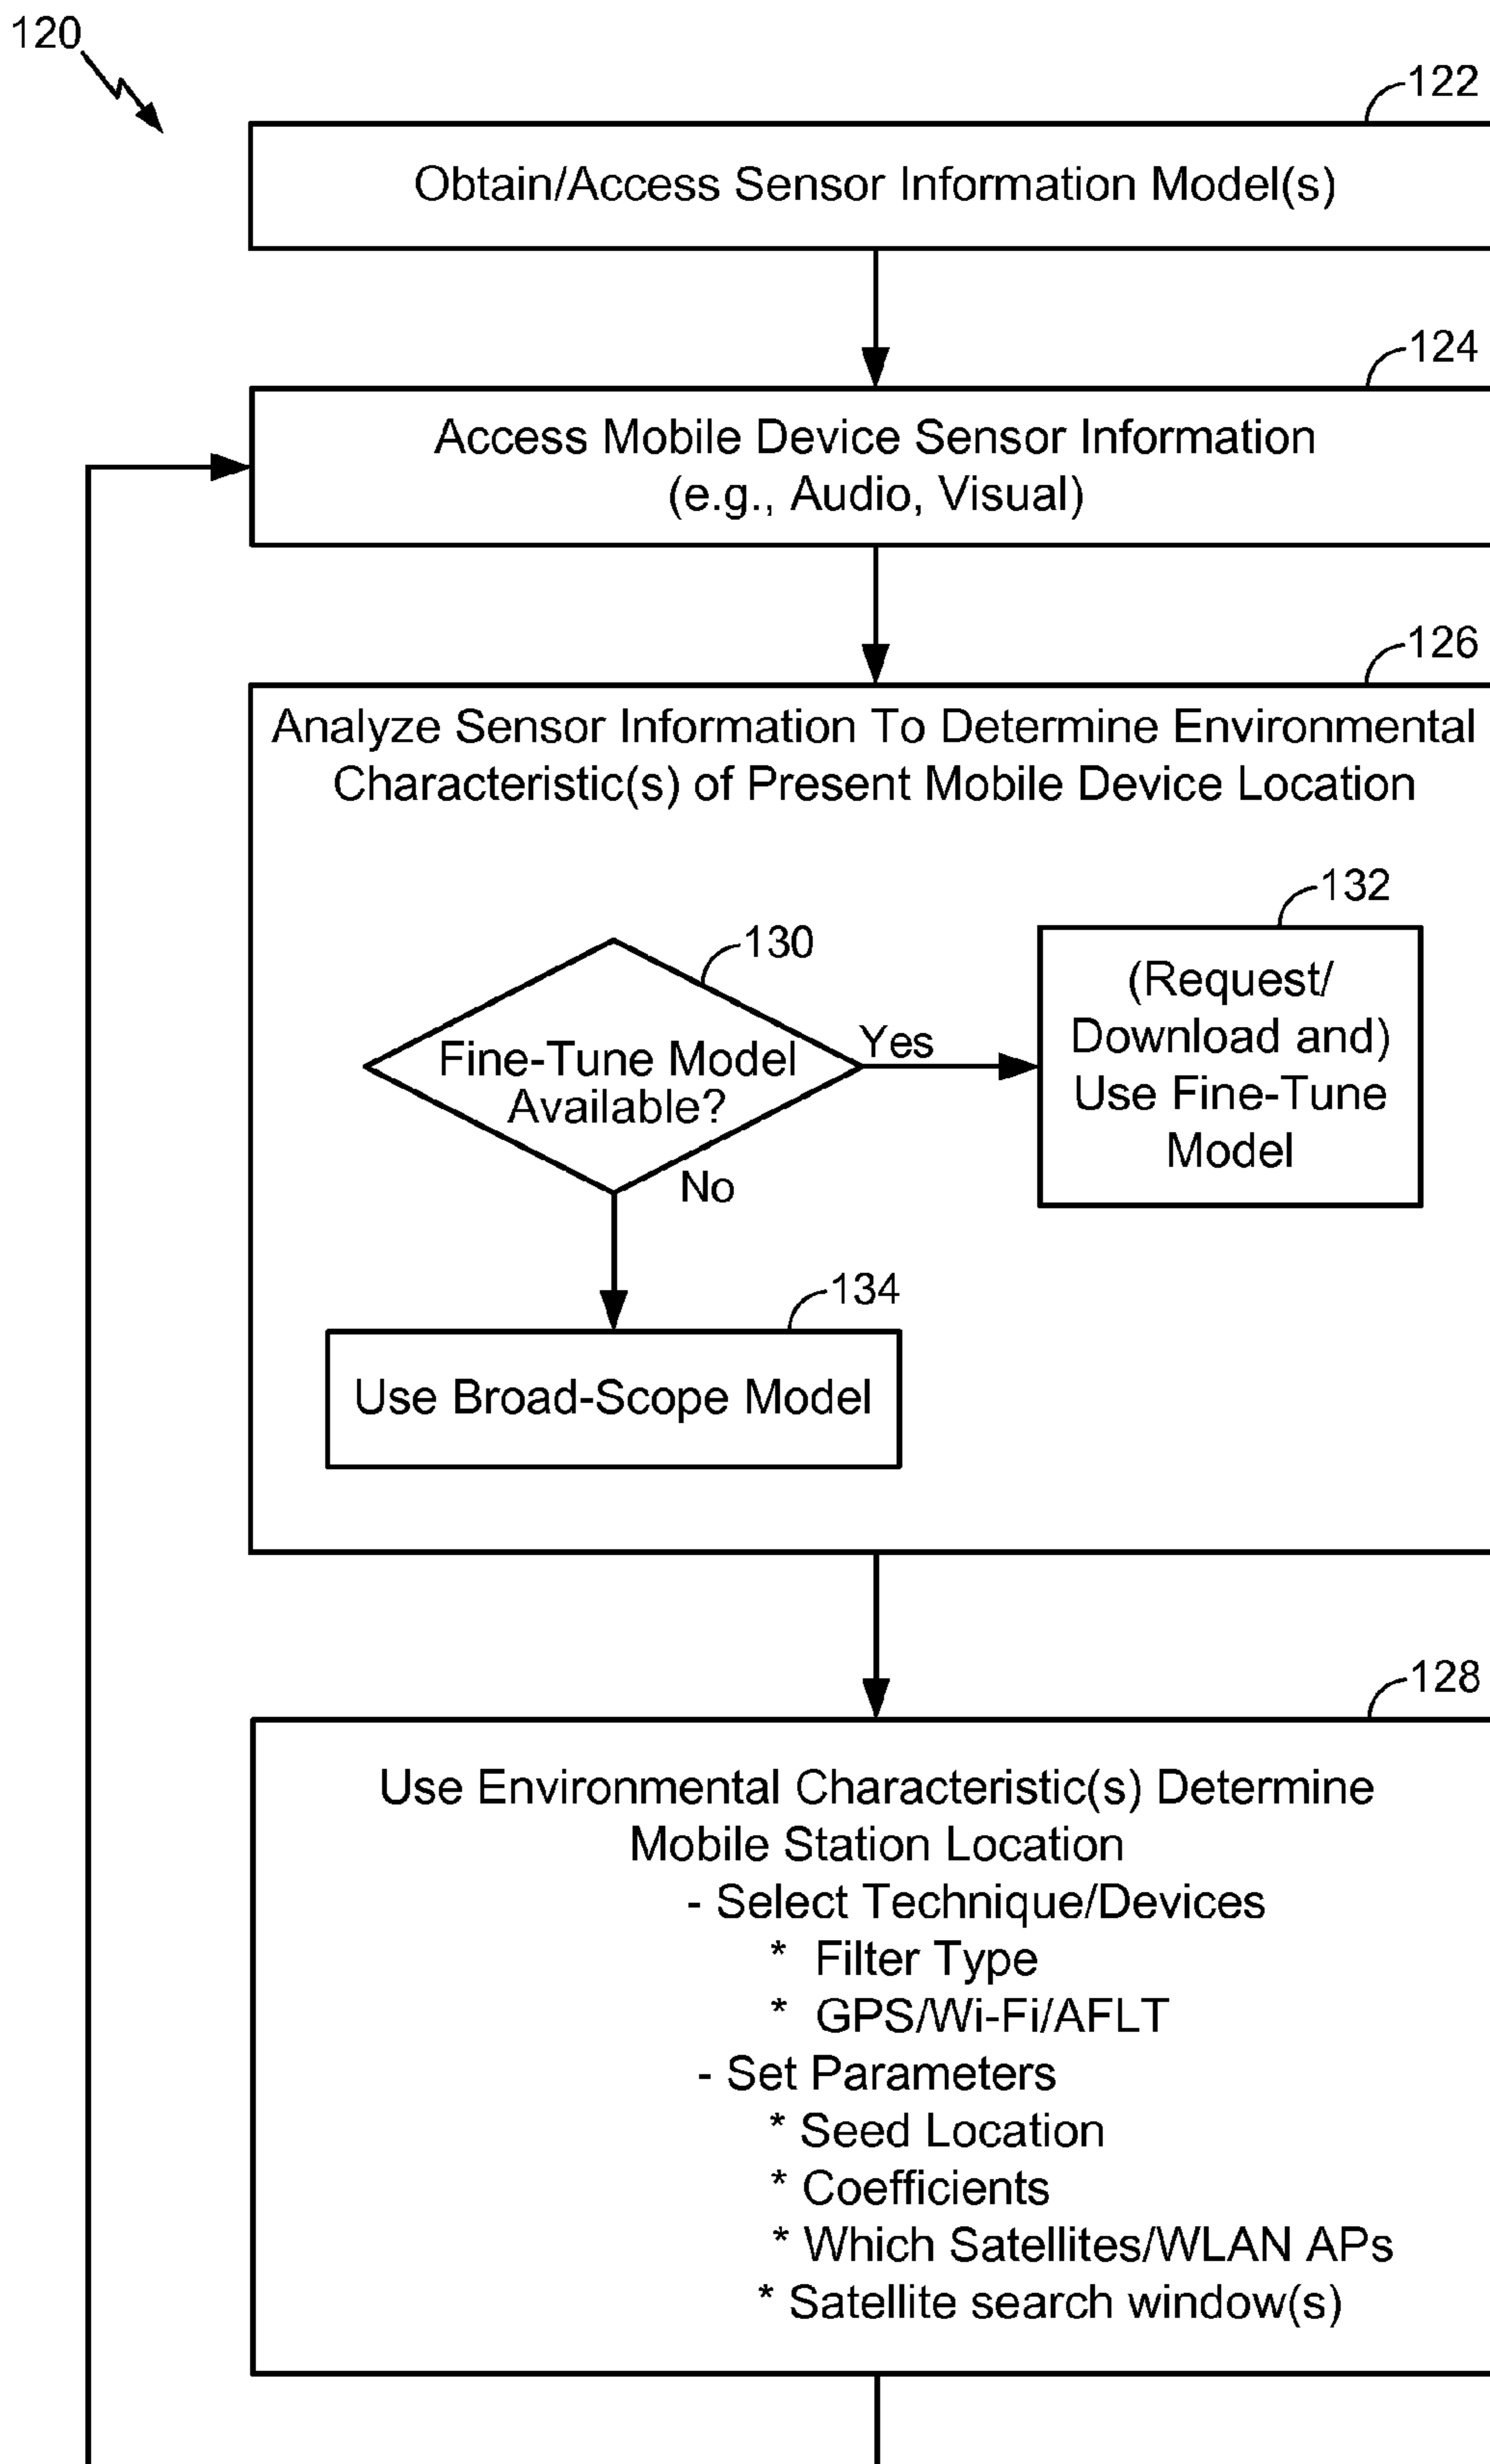 120
122
Obtain/Access Sensor Information Model(s)
124
Access Mobile Device Sensor Information
(e.g., Audio, Visual)
126
Analyze Sensor Information To Determine Environmental
Characteristic(s) of Present Mobile Device Location
130
Fine-Tune Model
Available?
Yes
No
132
(Request/
Download and)
Use Fine-Tune
Model
134
Use Broad-Scope Model
128
Use Environmental Characteristic(s) Determine
Mobile Station Location
- Select Technique/Devices
* Filter Type
* GPS/Wi-Fi/AFLT
- Set Parameters
* Seed Location
* Coefficients
* Which Satellites/WLAN APs
* Satellite search window(s)